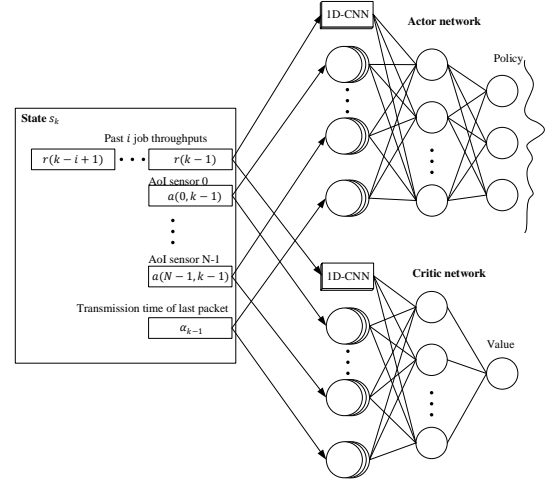 1D-CNN
Actor network
Policy
State s_k
Past i job throughputs
r(k − i + 1) • • • r(k − 1)
AoI sensor 0
a(0, k − 1)
AoI sensor N-1
a(N − 1, k − 1)
Transmission time of last packet
α_{k−1}
1D-CNN
Critic network
Value